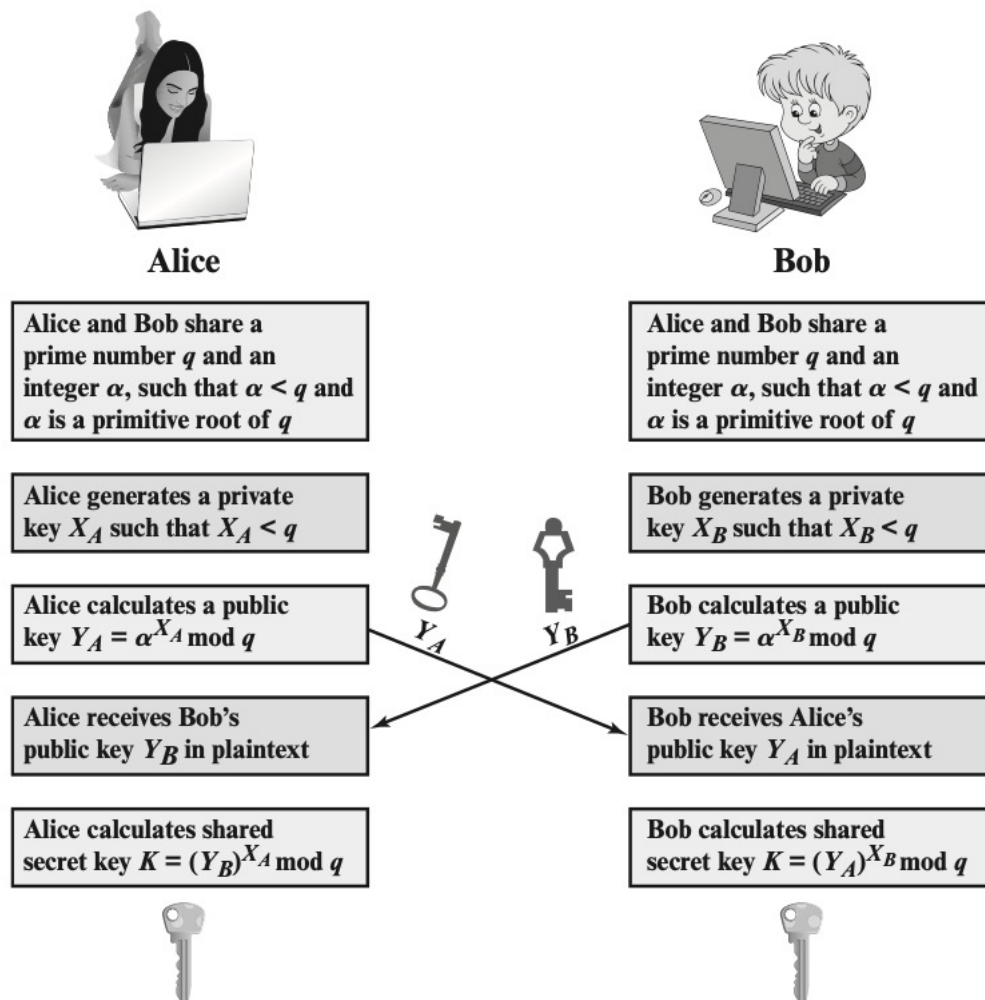 Alice
Alice and Bob share a
prime number q and an
integer α, such that α < q and
α is a primitive root of q
Alice generates a private
key X_A such that X_A < q
Alice calculates a public
key Y_A = α^{X_A} mod q
Alice receives Bob's
public key Y_B in plaintext
Alice calculates shared
secret key K = (Y_B)^{X_A} mod q
Y_A
Y_B
Bob
Alice and Bob share a
prime number q and an
integer α, such that α < q and
α is a primitive root of q
Bob generates a private
key X_B such that X_B < q
Bob calculates a public
key Y_B = α^{X_B} mod q
Bob receives Alice's
public key Y_A in plaintext
Bob calculates shared
secret key K = (Y_A)^{X_B} mod q